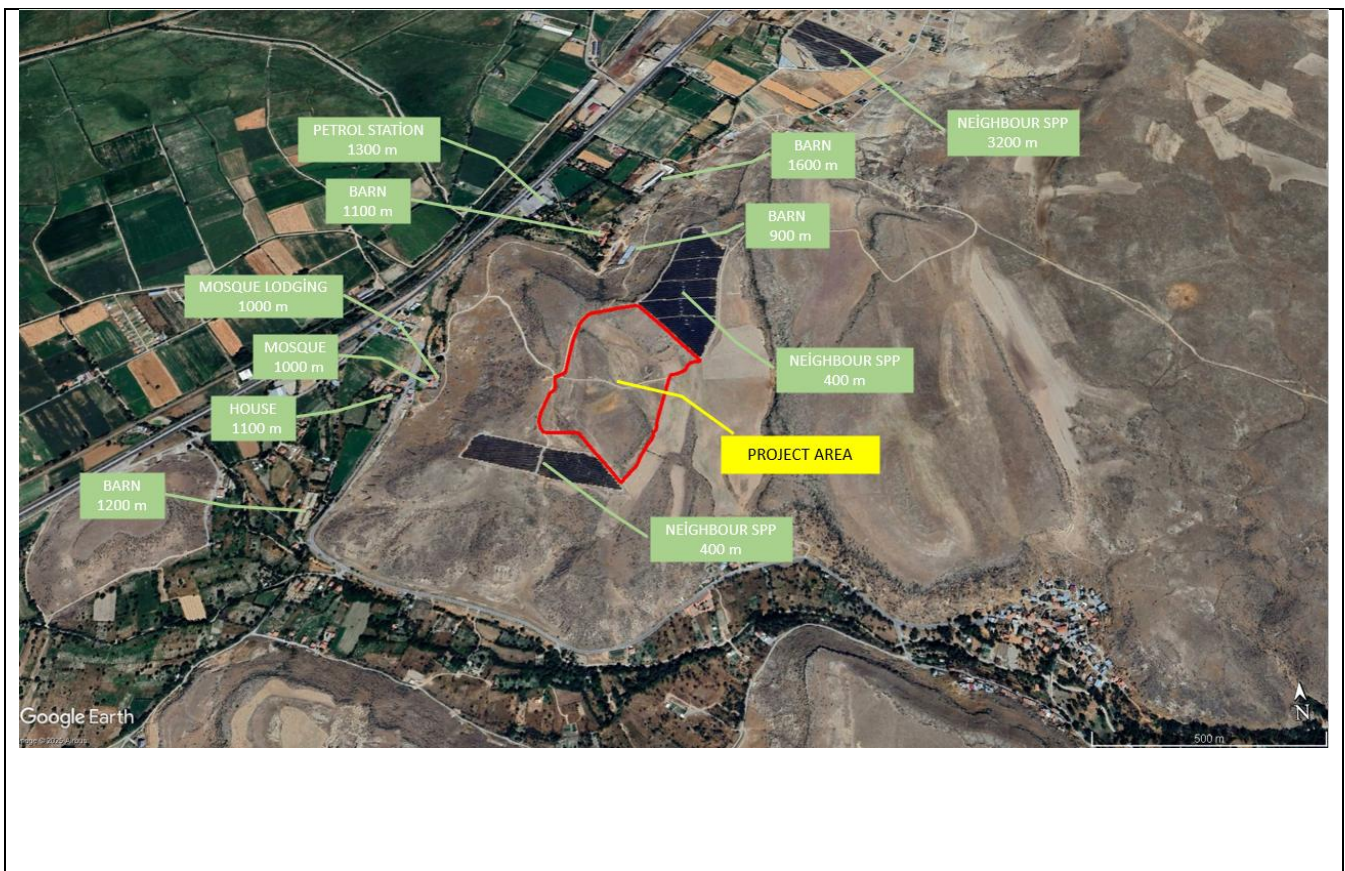 NEİGHBOUR SPP
3200 m
PETROL STATİON
1300 m
BARN
1600 m
BARN
1100 m
BARN
900 m
MOSQUE LODGİNG
1000 m
MOSQUE
1000 m
NEİGHBOUR SPP
400 m
HOUSE
1100 m
PROJECT AREA
BARN
1200 m
NEİGHBOUR SPP
400 m
N
Google Earth
500 m